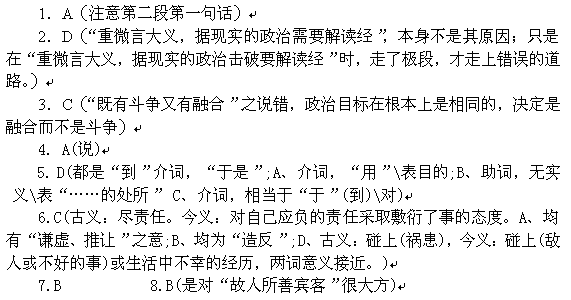 1. A（注意第二段第一句话）↵
2. D（“重微言大义，据现实的政治需要解读经”，本身不是其原因；只是
在“重微言大义，据现实的政治击破要解读经”时，走了极段，才走上错误的道
路。）↵
3. C（“既有斗争又有融合”之说错，政治目标在根本上是相同的，决定是
融合而不是斗争）↵
4. A(说)↵
5. D(都是“到”介词，“于是”;A、介词，“用”\表目的;B、助词，无实
义\表“……的处所” C、介词，相当于“于”(到)\对)↵
6.C(古义：尽责任。今义：对自己应负的责任采取敷衍了事的态度。A、均
有“谦虚、推让”之意;B、均为“造反”;D、古义：碰上(祸患)，今义：碰上(敌
人或不好的事)或生活中不幸的经历，两词意义接近。)↵
7.B 8.B(是对“故人所善宾客”很大方)↵